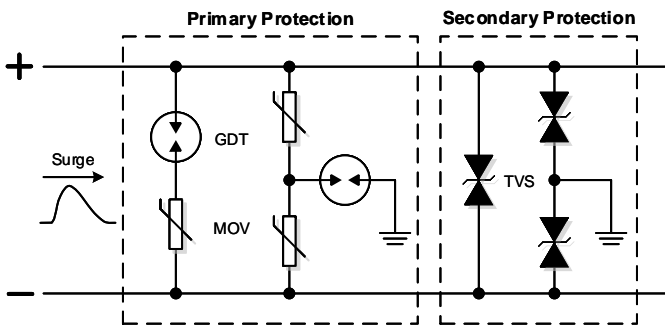 Primary Protection
Secondary Protection
+
GDT
Surge
TVS
MOV
−